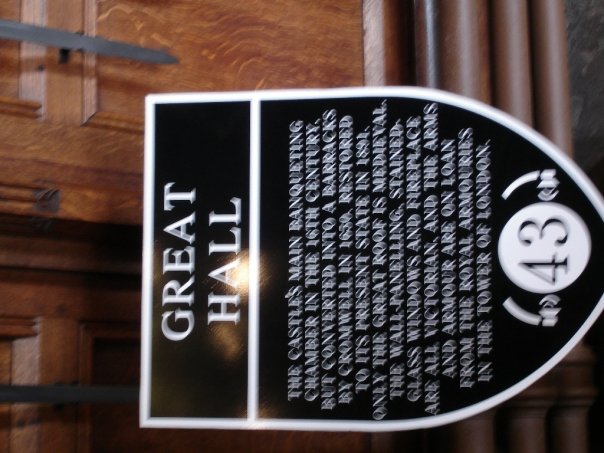 GREAT
HALL
THE CASTLE'S MAIN BANQUETING
CHAMBER IN THE 15TH CENTURY,
BUT CONVERTED INTO A BARRACKS
BY CROMWELL IN 1650, RESTORED
TO ITS PRESENT STATE IN 1891.
ONLY THE GREAT ROOF IS MEDIEVAL.
THE WALL-PANELLING, STAINED-
GLASS WINDOWS AND FIREPLACE
ARE ALL VICTORIAN, AND THE ARMS
AND ARMOUR ARE ON LOAN
FROM THE ROYAL ARMOURIES
IN THE TOWER OF LONDON.
43